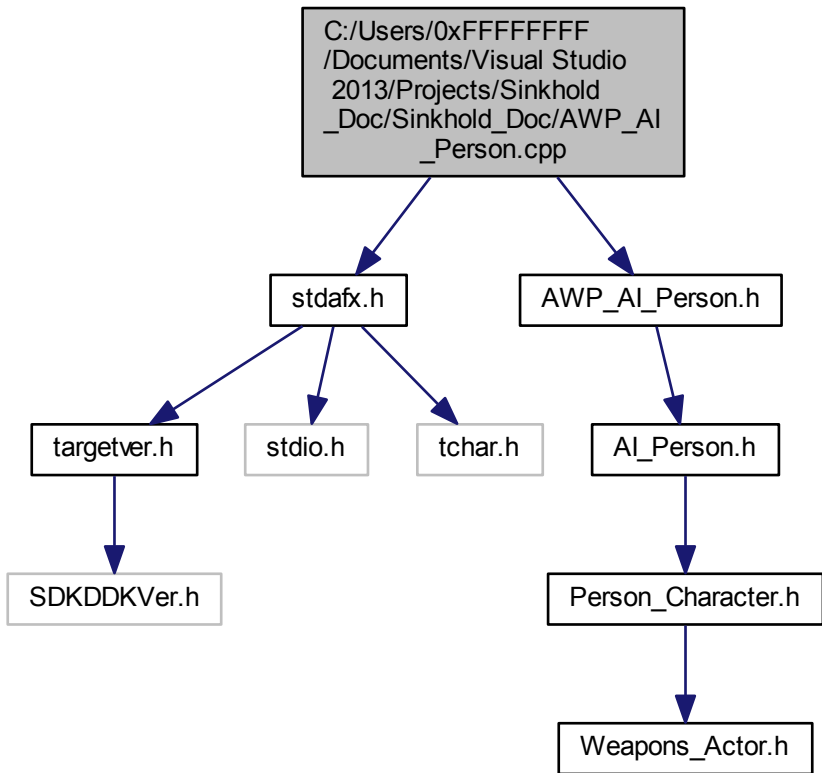 C:/Users/0xFFFFFFFF
/Documents/Visual Studio
2013/Projects/Sinkhold
_Doc/Sinkhold_Doc/AWP_AI
_Person.cpp
stdafx.h
AWP_AI_Person.h
targetver.h
stdio.h
tchar.h
AI_Person.h
SDKDDKVer.h
Person_Character.h
Weapons_Actor.h